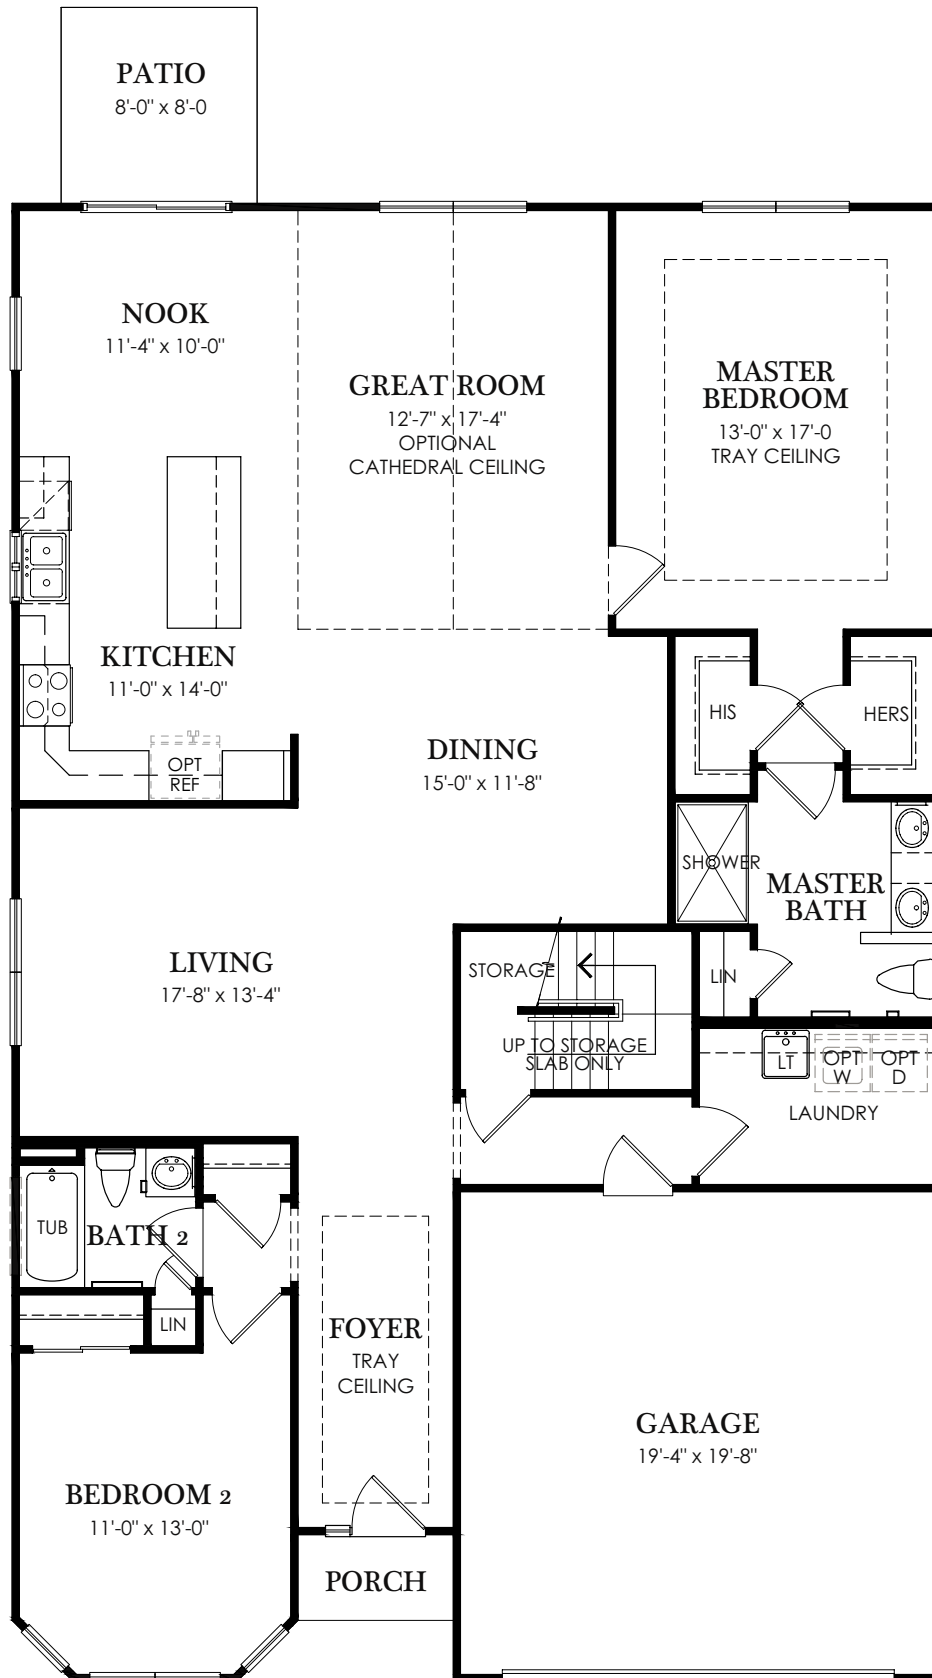 PATIO
8'-0" x 8'-0
NOOK
11'-4" x 10'-0"
GREAT ROOM
12'-7" x 17'-4"
OPTIONAL
CATHEDRAL CEILING
MASTER
BEDROOM
13'-0" x 17'-0
TRAY CEILING
KITCHEN
11'-0" x 14'-0"
OPT
REF
DINING
15'-0" x 11'-8"
HIS
HERS
SHOWER
MASTER
BATH
LIVING
17'-8" x 13'-4"
STORAGE
UP TO STORAGE
SLAB ONLY
LIN
LT
OPT
W
OPT
D
LAUNDRY
TUB
BATH 2
LIN
FOYER
TRAY
CEILING
GARAGE
19'-4" x 19'-8"
BEDROOM 2
11'-0" x 13'-0"
PORCH